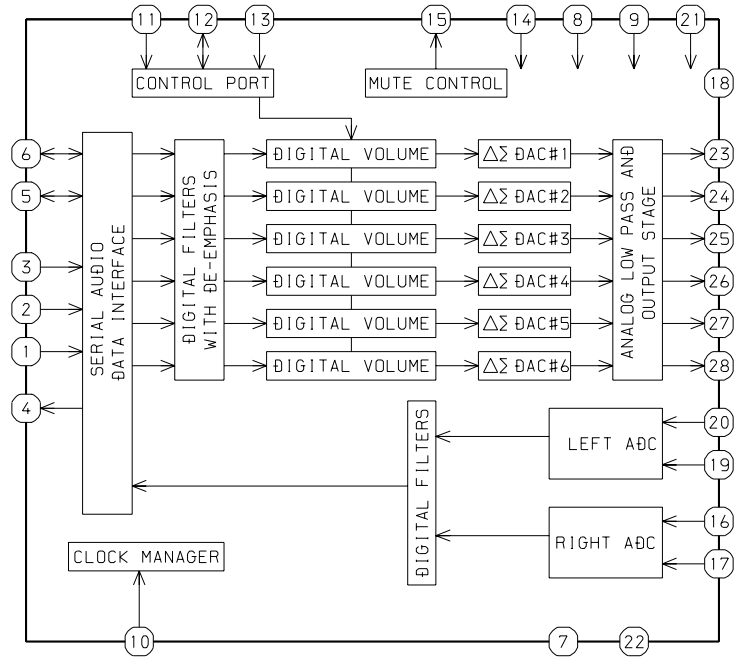 11 12 13 15 14 8 9 21
CONTROL PORT
MUTE CONTROL
18
6
5
3
2
1
4
SERIAL AUDIO
DATA INTERFACE
DIGITAL FILTERS
WITH DE-EMPHASIS
DIGITAL VOLUME
DIGITAL VOLUME
DIGITAL VOLUME
DIGITAL VOLUME
DIGITAL VOLUME
DIGITAL VOLUME
ΔΣ DAC#1
ΔΣ DAC#2
ΔΣ DAC#3
ΔΣ DAC#4
ΔΣ DAC#5
ΔΣ DAC#6
ANALOG LOW PASS AND
OUTPUT STAGE
23
24
25
26
27
28
DIGITAL FILTERS
LEFT ADC
20
19
RIGHT ADC
16
17
CLOCK MANAGER
10 7 22